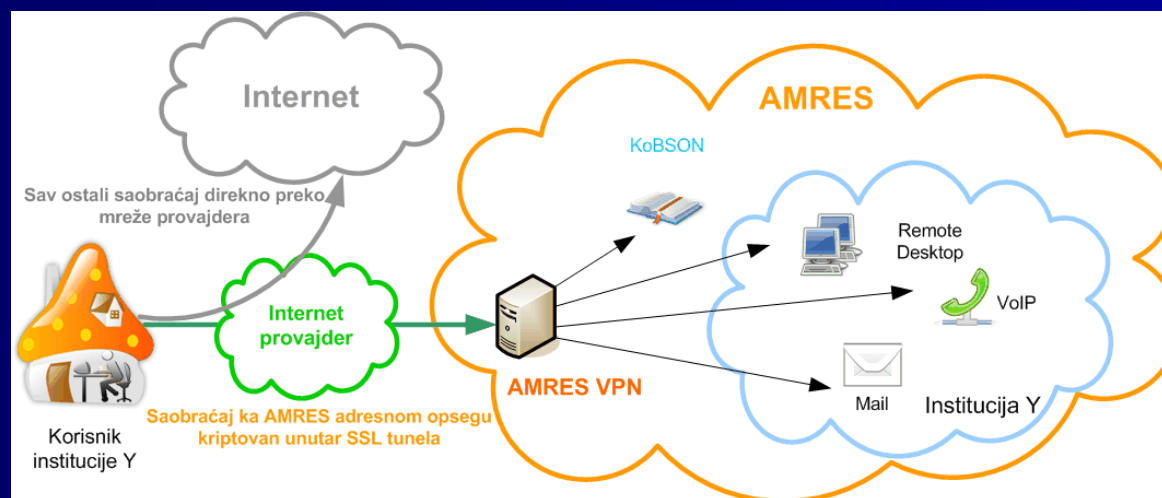 Internet
AMRES
KoBSON
Sav ostali saobraćaj direkno preko
mreže provajdera
Remote
Desktop
VoIP
Internet
provajder
AMRES VPN
Mail
Institucija Y
Saobraćaj ka AMRES adresnom opsegu
kriptovan unutar SSL tunela
Korisnik
institucije Y